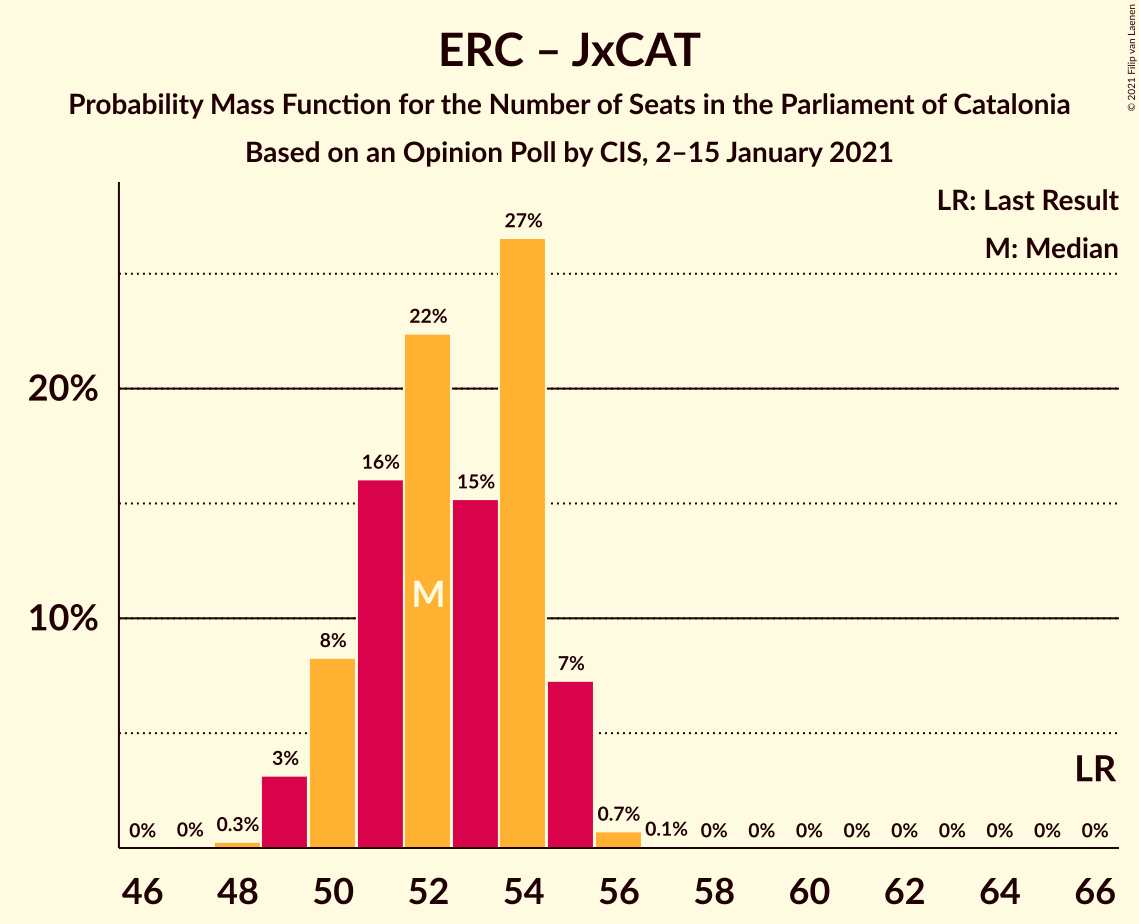 ERC – JxCAT
Probability Mass Function for the Number of Seats in the Parliament of Catalonia
Based on an Opinion Poll by CIS, 2–15 January 2021
© 2021 Filip van Laenen
LR: Last Result
M: Median
27%
22%
20%
16%
15%
M
10%
8%
7%
3%
LR
0% 0% 0.3% 0.7% 0.1% 0% 0% 0% 0% 0% 0% 0% 0% 0%
46 48 50 52 54 56 58 60 62 64 66